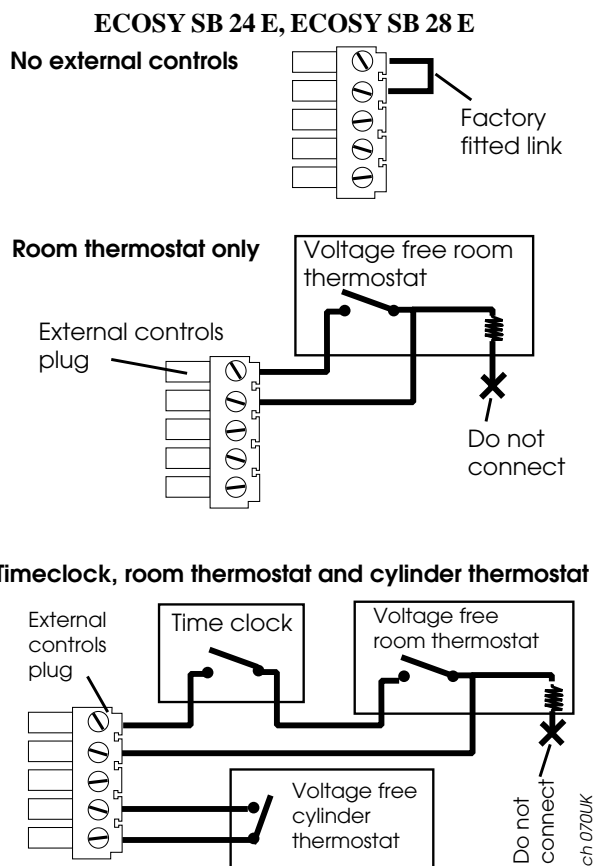 ECOSY SB 24 E, ECOSY SB 28 E
No external controls
Factory
fitted link
Room thermostat only
Voltage free room
thermostat
External controls
plug
Do not
connect
Timeclock, room thermostat and cylinder thermostat
External
controls
plug
Time clock
Voltage free
room thermostat
Voltage free
cylinder
thermostat
Do not
connect
ch 070UK